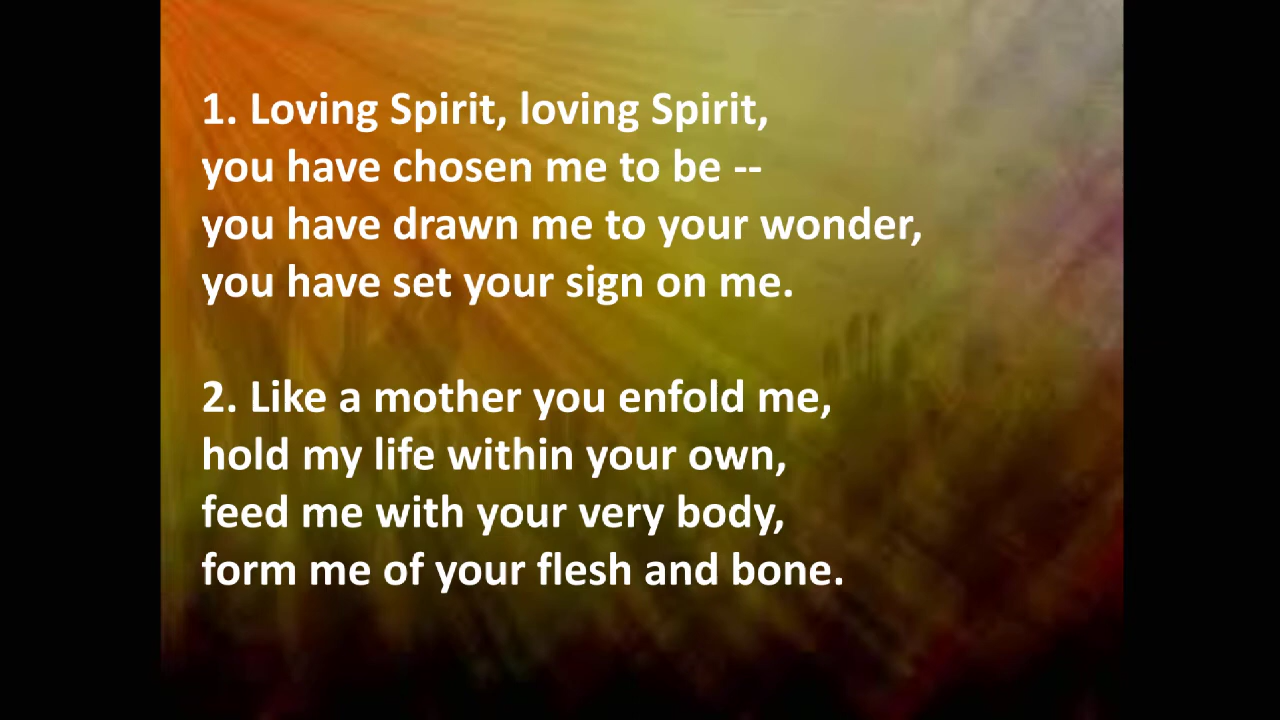 1. Loving Spirit, loving Spirit,
you have chosen me to be --
you have drawn me to your wonder,
you have set your sign on me.
2. Like a mother you enfold me,
hold my life within your own,
feed me with your very body,
form me of your flesh and bone.